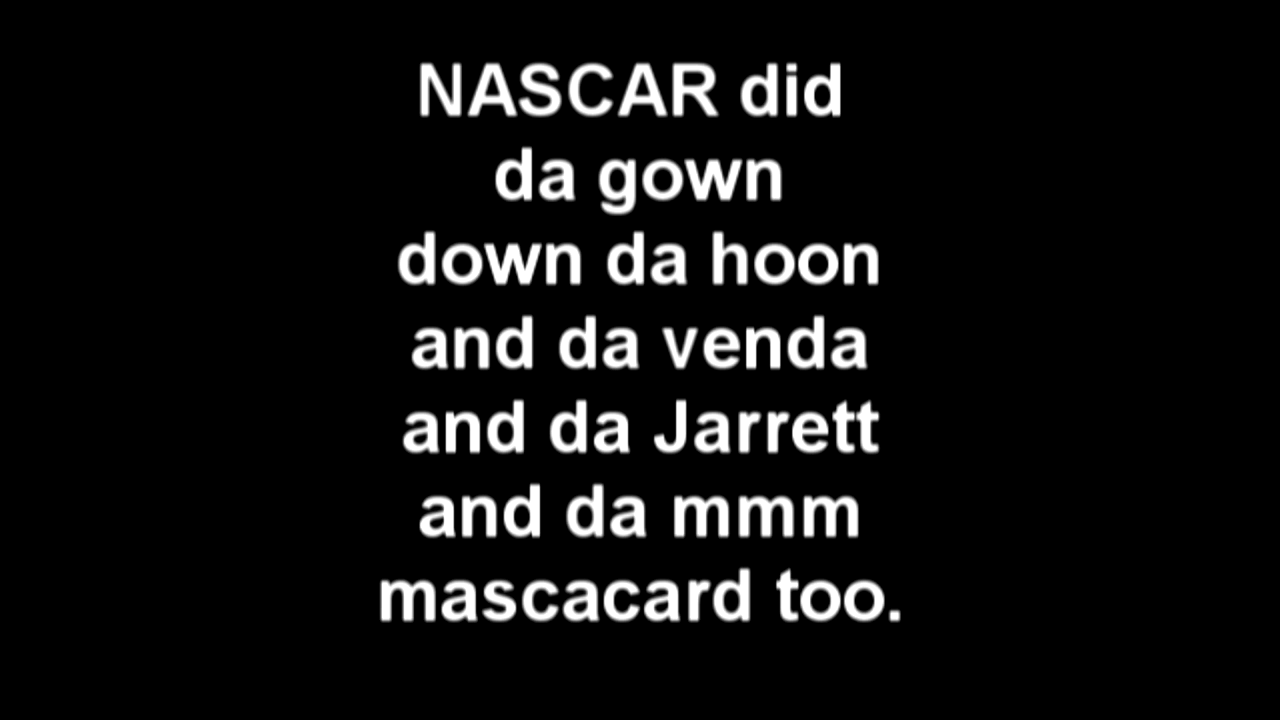 NASCAR did
da gown
down da hoon
and da venda
and da Jarrett
and da mmm
mascacard too.